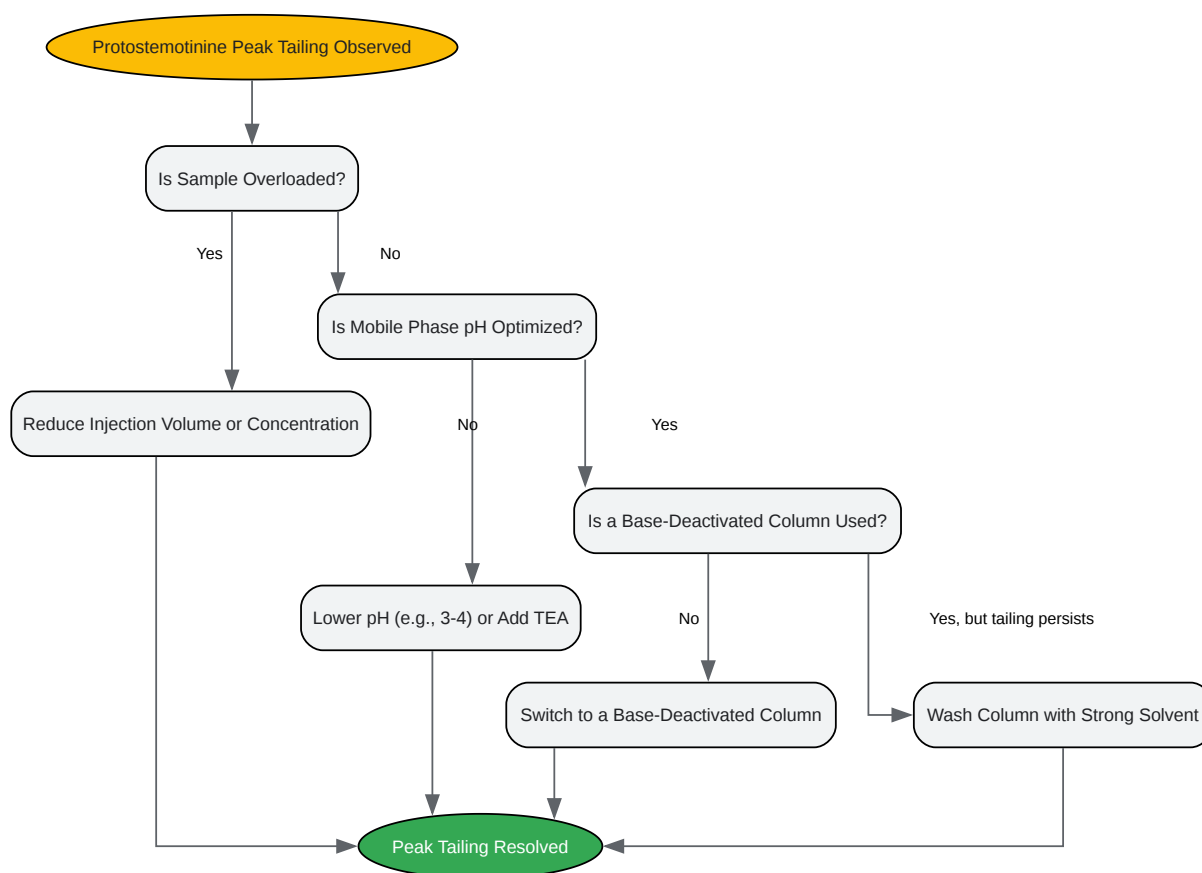 Protostemotinine Peak Tailing Observed
Is Sample Overloaded?
Yes
No
Is Mobile Phase pH Optimized?
Reduce Injection Volume or Concentration
No
Yes
Is a Base-Deactivated Column Used?
Lower pH (e.g., 3-4) or Add TEA
No
Yes, but tailing persists
Switch to a Base-Deactivated Column
Wash Column with Strong Solvent
Peak Tailing Resolved